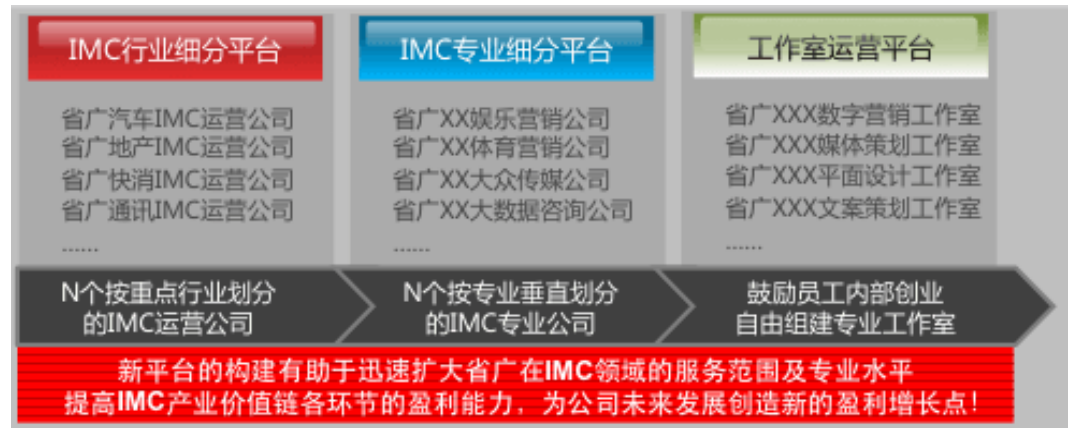 IMC行业细分平台
省广汽车IMC运营公司
省广地产IMC运营公司
省广快消IMC运营公司
省广通讯IMC运营公司
......
N个按重点行业划分
的IMC运营公司
IMC专业细分平台
省广XX娱乐营销公司
省广XX体育营销公司
省广XX大众传媒公司
省广XX大数据咨询公司
......
N个按专业垂直划分
的IMC专业公司
工作室运营平台
省广XXX数字营销工作室
省广XXX媒体策划工作室
省广XXX平面设计工作室
省广XXX文案策划工作室
......
鼓励员工内部创业
自由组建专业工作室
新平台的构建有助于迅速扩大省广在IMC领域的服务范围及专业水平
提高IMC产业价值链各环节的盈利能力，为公司未来发展创造新的盈利增长点！